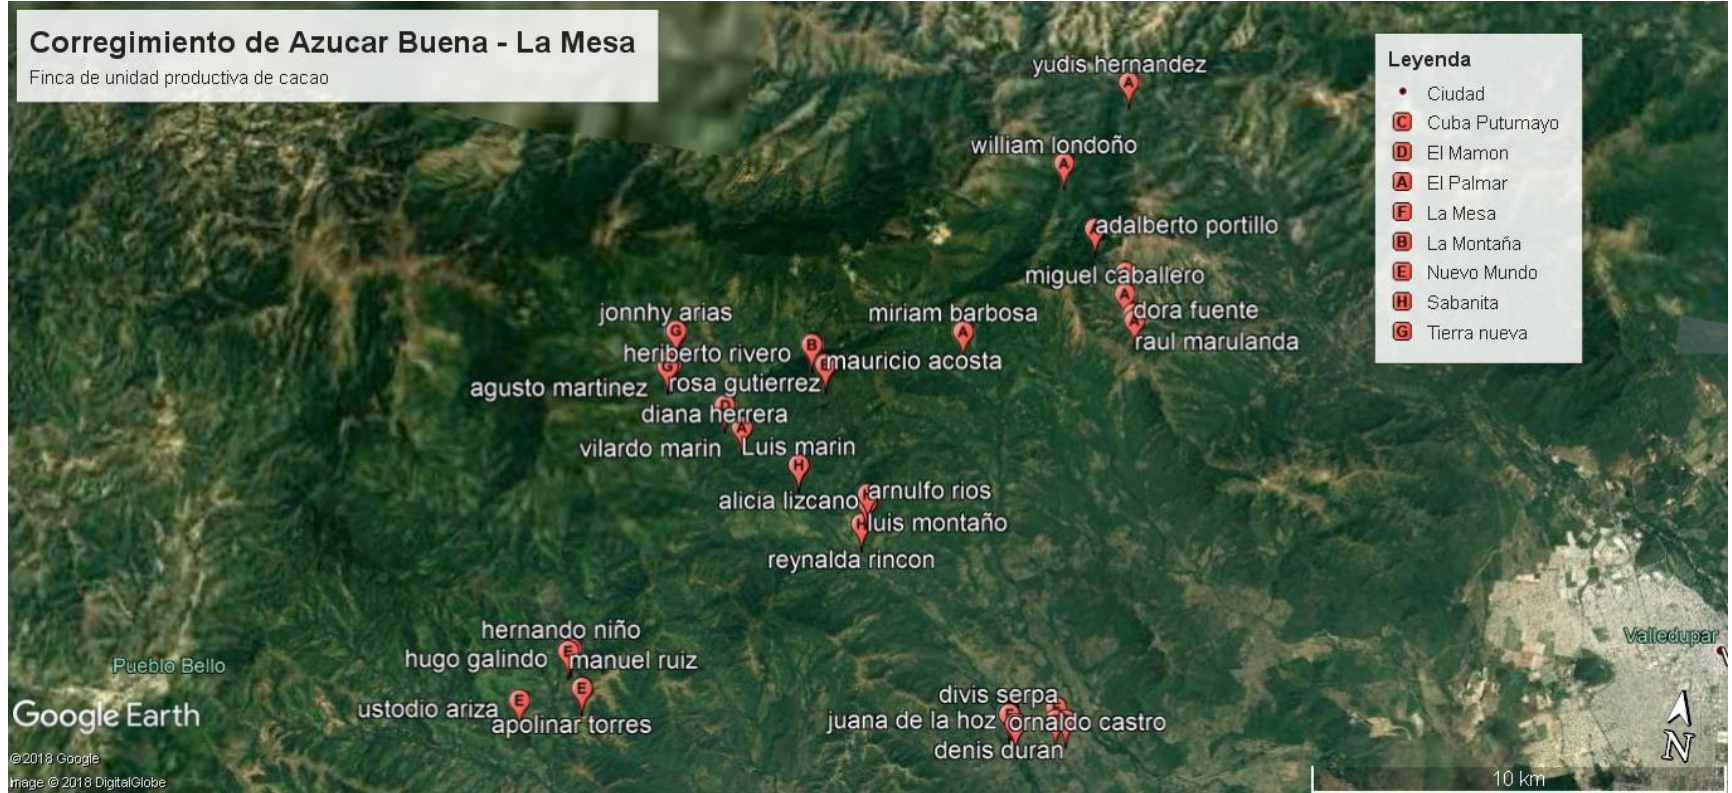 Corregimiento de Azucar Buena - La Mesa
Finca de unidad productiva de cacao
Leyenda
Ciudad
C Cuba Putumayo
D El Mamon
A El Palmar
F La Mesa
B La Montaña
E Nuevo Mundo
H Sabanita
G Tierra nueva
yudis hernandez
A
william londoño
A
adalberto portillo
miguel caballero
A
dora fuente
A
raul marulanda
jonnhy arias
G
miriam barbosa
A
heriberto rivero
B
mauricio acosta
G
agusto martinez
rosa gutierrez
D
diana herrera
A
vilardo marin
Luis marin
H
alicia lizcano
arnulfo rios
H
luis montaño
reynalda rincon
hernando niño
E
hugo galindo
manuel ruiz
E
E
ustodio ariza
apolinar torres
divis serpa
juana de la hoz
ornaldo castro
denis duran
Pueblo Bello
Valledupar
Google Earth
©2018 Google
Image © 2018 DigitalGlobe
N
10 km